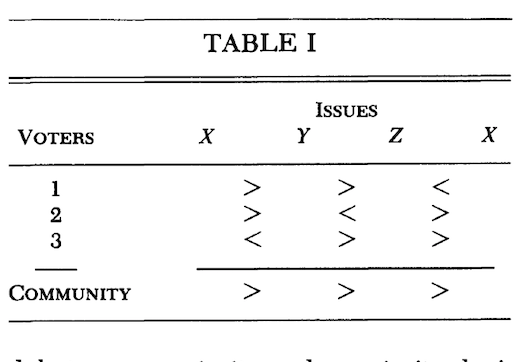 TABLE I
ISSUES
VOTERS X Y Z X
1 > > <
2 > < >
3 < > >
COMMUNITY > > >